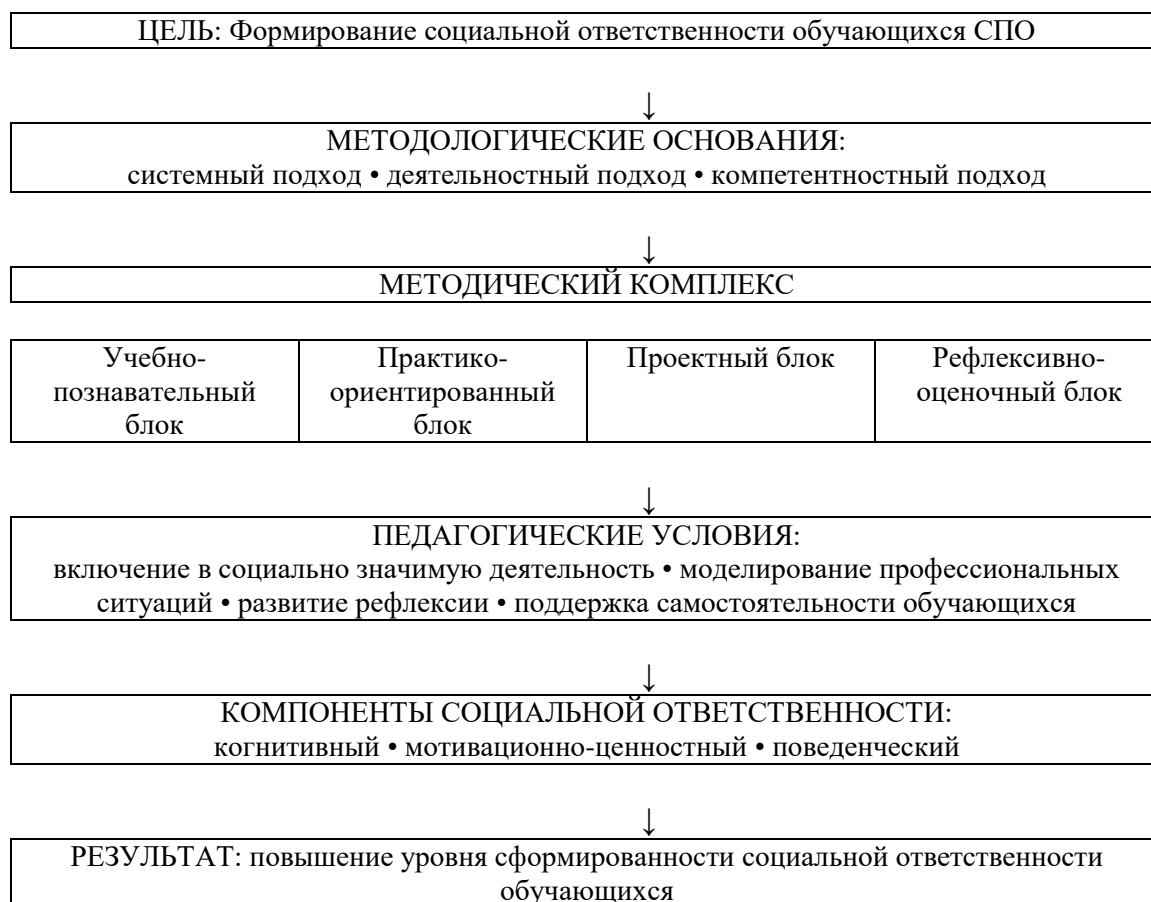 ЦЕЛЬ: Формирование социальной ответственности обучающихся СПО
↓
МЕТОДОЛОГИЧЕСКИЕ ОСНОВАНИЯ:
системный подход • деятельностный подход • компетентностный подход
↓
МЕТОДИЧЕСКИЙ КОМПЛЕКС
Учебно-
познавательный
блок
Практико-
ориентированный
блок
Проектный блок
Рефлексивно-
оценочный блок
↓
ПЕДАГОГИЧЕСКИЕ УСЛОВИЯ:
включение в социально значимую деятельность • моделирование профессиональных
ситуаций • развитие рефлексии • поддержка самостоятельности обучающихся
↓
КОМПОНЕНТЫ СОЦИАЛЬНОЙ ОТВЕТСТВЕННОСТИ:
когнитивный • мотивационно-ценностный • поведенческий
↓
РЕЗУЛЬТАТ: повышение уровня сформированности социальной ответственности
обучающихся